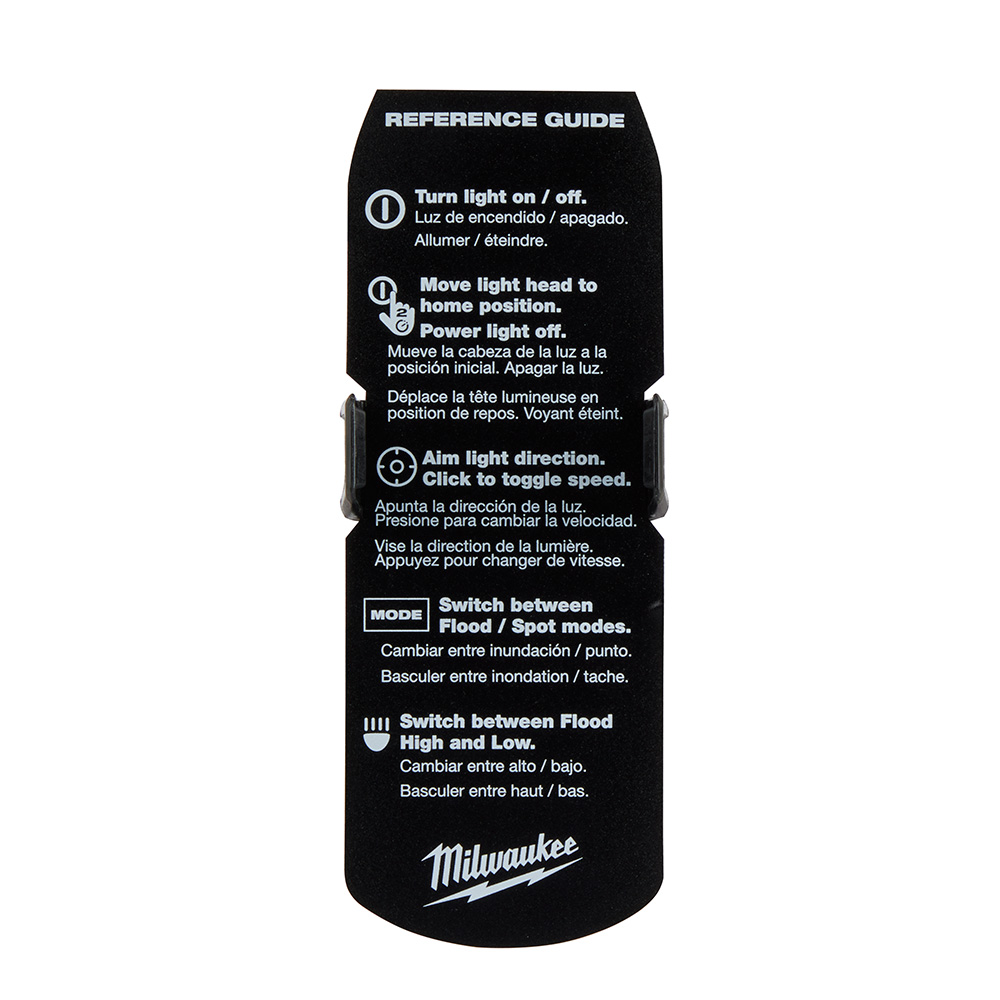 REFERENCE GUIDE
Turn light on / off.
Luz de encendido / apagado.
Allumer / éteindre.
Move light head to
home position.
2
Power light off.
Mueve la cabeza de la luz a la
posición inicial. Apagar la luz.
Déplace la tête lumineuse en
position de repos. Voyant éteint.
Aim light direction.
Click to toggle speed.
Apunta la dirección de la luz.
Presione para cambiar la velocidad.
Vise la direction de la lumière.
Appuyez pour changer de vitesse.
MODE
Switch between
Flood / Spot modes.
Cambiar entre inundación / punto.
Basculer entre inondation / tache.
Switch between Flood
High and Low.
Cambiar entre alto / bajo.
Basculer entre haut / bas.
Milwaukee